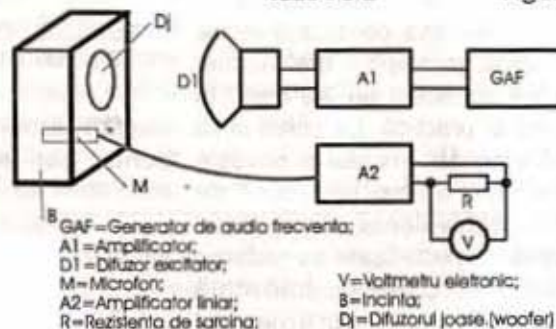 Dj
D1
A1
GAF
M
A2
R
V
B
GAF=Generator de audio frecventa;
A1=Amplificator;
D1=Difuzor excitator;
M=Microfon;
A2=Amplificator liniar;
R=Rezistenta de sarcina;
V=Voltmetru eletronic;
B=Incinta;
Dj=Difuzorul joase.(woofer)